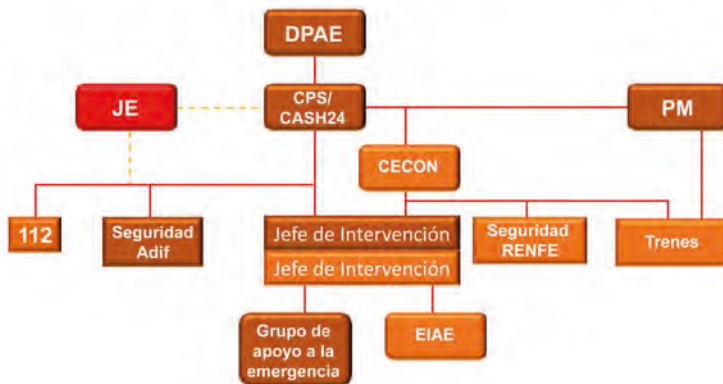 DPAE
JE
CPS/
CASH24
PM
CECON
112
Seguridad
Adif
Jefe de Intervención
Jefe de Intervención
Seguridad
RENFE
Trenes
Grupo de
apoyo a la
emergencia
EIAE